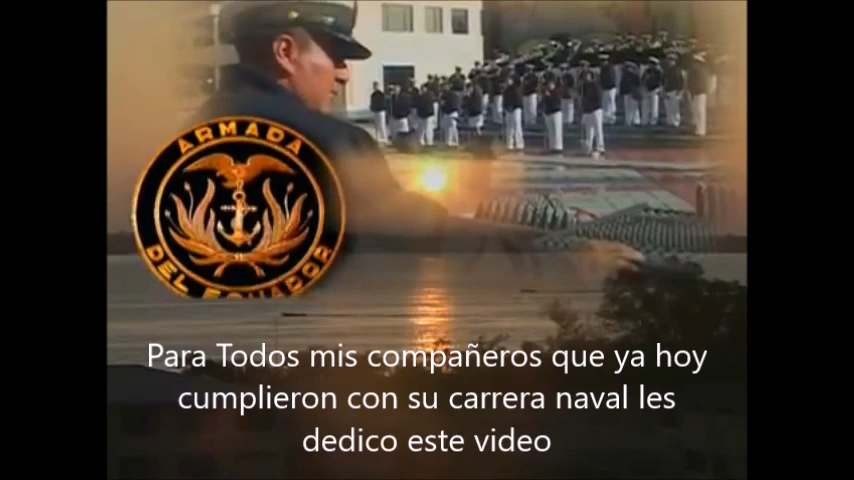 ARMADA
DEL ECUADOR
Para Todos mis compañeros que ya hoy
cumplieron con su carrera naval les
dedico este video